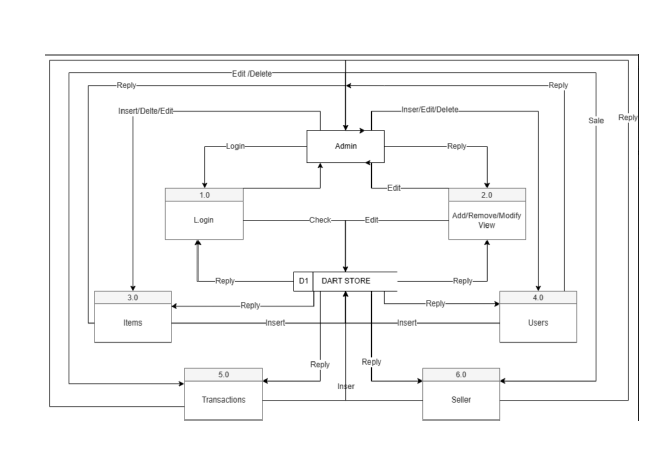 Edit /Delete
Reply
Reply
Insert/Delte/Edit
Inser/Edit/Delete
Sale
Reply
Login
Admin
Reply
1.0
Login
Edit
2.0
Add/Remove/Modify
View
Check
Edit
Reply
D1
DART STORE
Reply
3.0
Items
Reply
Reply
4.0
Users
Insert
Insert
Reply
Reply
5.0
Transactions
Inser
6.0
Seller